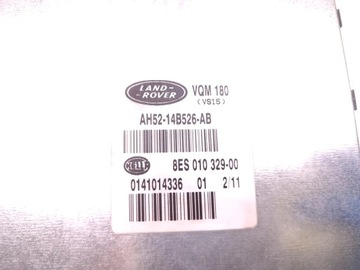 LAND-
-ROVER
VQM 180
(VS15)
AH52-14B526-AB
HELLA
8ES 010 329-00
0141014336 01 2/11